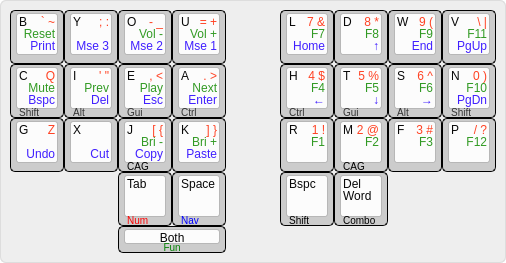 B ` ~ Y ; : O - _ U = + L 7 & D 8 * W 9 ( V \ |
Reset Vol - Vol + F7 F8 F9 F11
Print Mse 3 Mse 2 Mse 1 Home ↑ End PgUp
C Q I ' " E , < A . > H 4 $ T 5 % S 6 ^ N 0 )
Mute Prev Play Next F4 F5 F6 F10
Bspc Del Esc Enter ← ↓ → PgDn
Shift Alt Gui Ctrl Ctrl Gui Alt Shift
G Z X J [ { K ] } R 1 ! M 2 @ F 3 # P / ?
Bri - Bri + F1 F2 F3 F12
Undo Cut Copy Paste
CAG CAG
Tab Space Bspc Del
Word
Num Nav Shift Combo
Both
Fun